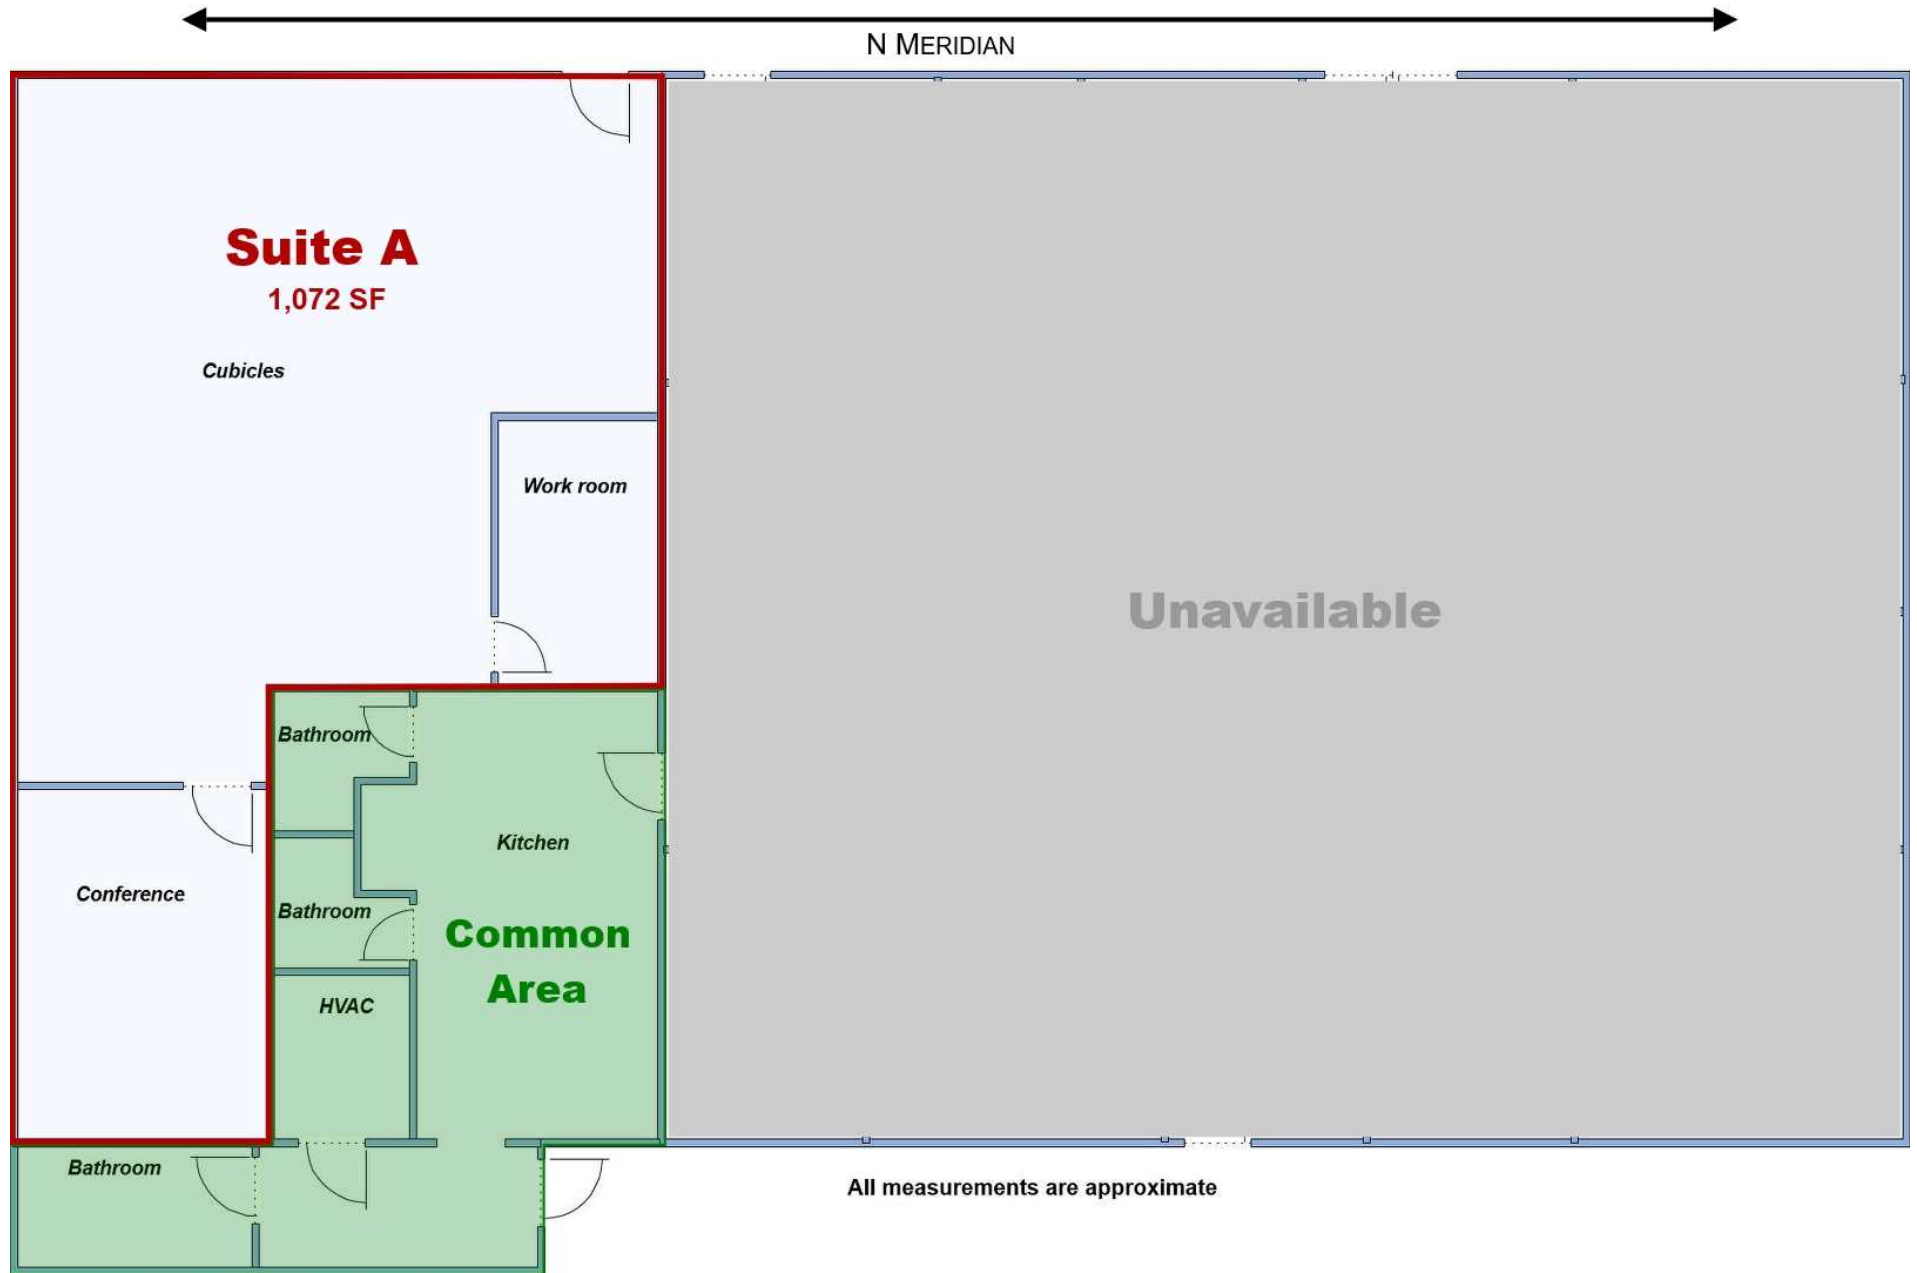 N MERIDIAN
Suite A
1,072 SF
Cubicles
Work room
Unavailable
Bathroom
Kitchen
Conference
Bathroom
Common
Area
HVAC
Bathroom
All measurements are approximate